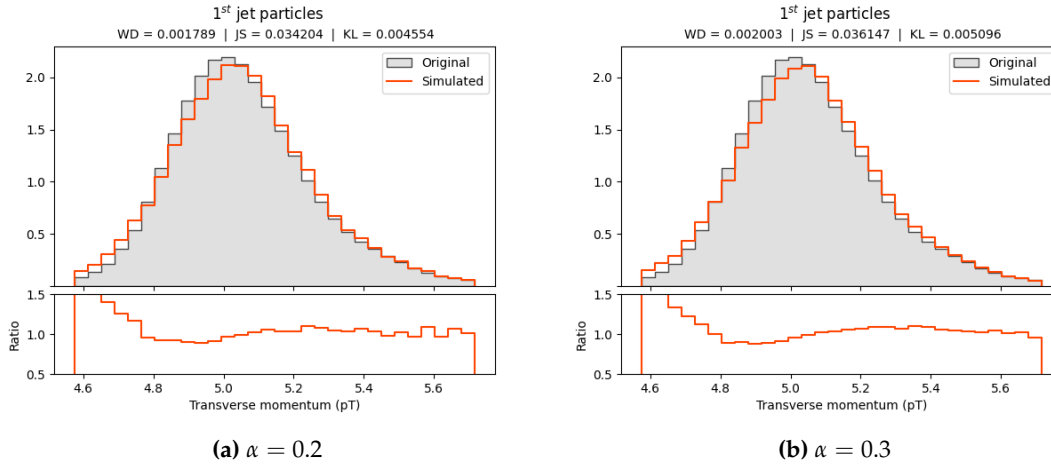 1st jet particles
WD = 0.001789 | JS = 0.034204 | KL = 0.004554
Original
Simulated
2.0
1.5
1.0
0.5
1.5
1.0
0.5
Ratio
4.6 4.8 5.0 5.2 5.4 5.6
Transverse momentum (pT)
(a) α = 0.2
1st jet particles
WD = 0.002003 | JS = 0.036147 | KL = 0.005096
Original
Simulated
2.0
1.5
1.0
0.5
1.5
1.0
0.5
Ratio
4.6 4.8 5.0 5.2 5.4 5.6
Transverse momentum (pT)
(b) α = 0.3